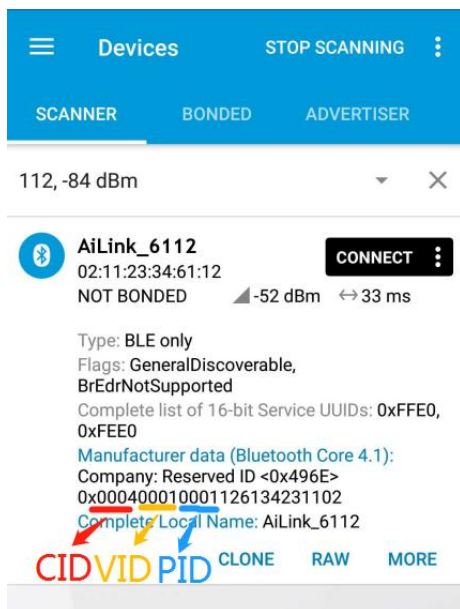 Devices STOP SCANNING
SCANNER BONDED ADVERTISER
112, -84 dBm
AiLink_6112
CONNECT
02:11:23:34:61:12
NOT BONDED -52 dBm 33 ms
Type: BLE only
Flags: GeneralDiscoverable,
BrEdrNotSupported
Complete list of 16-bit Service UUIDs: 0xFFE0,
0xFEE0
Manufacturer data (Bluetooth Core 4.1):
Company: Reserved ID <0x496E>
0x000400010001126134231102
Complete Local Name: AiLink_6112
CID VID PID CLONE RAW MORE